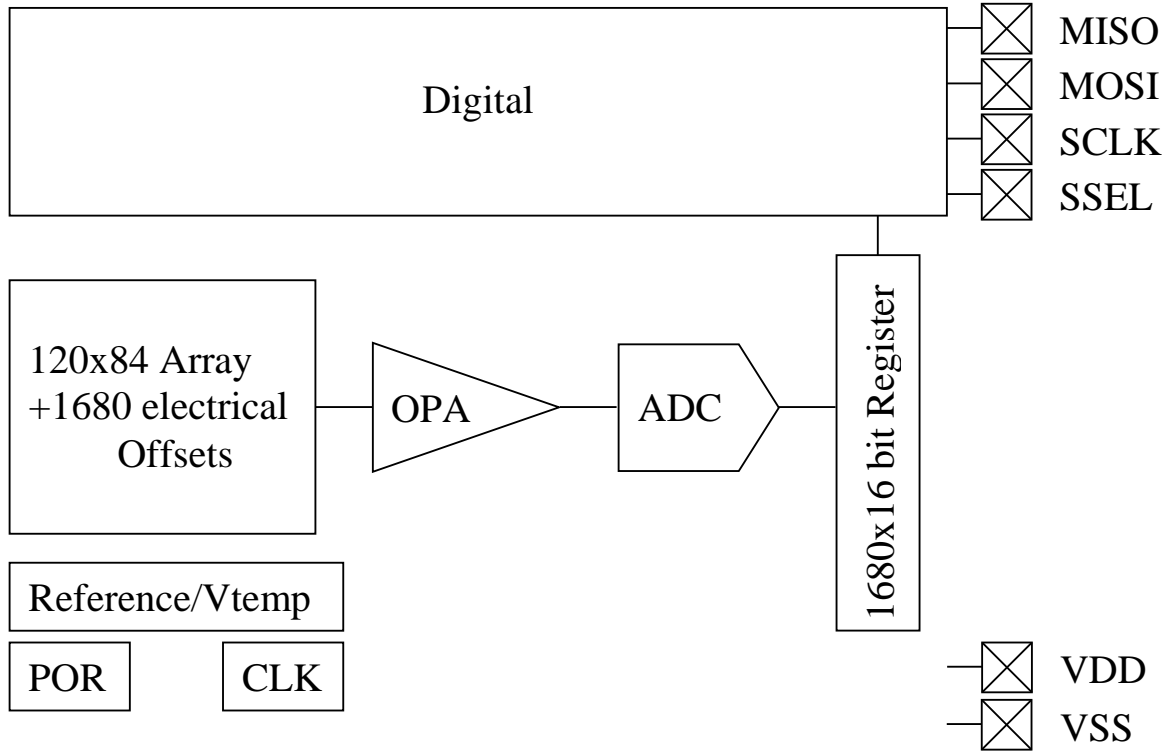 MISO
MOSI
Digital
SCLK
SSEL
120x84 Array
+1680 electrical
Offsets
OPA
ADC
1680x16 bit Register
Reference/Vtemp
POR
CLK
VDD
VSS